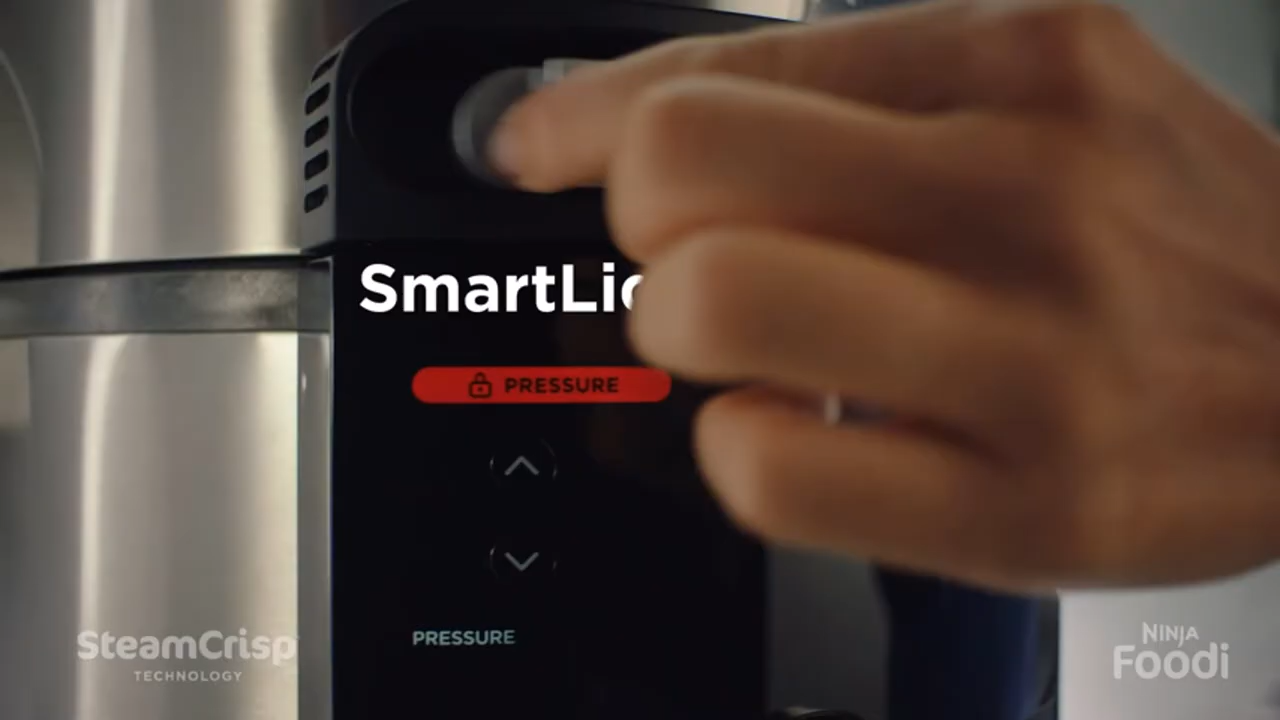 SmartLi
PRESSURE
PRESSURE
SteamCrisp
TECHNOLOGY
NINJA
Foodi